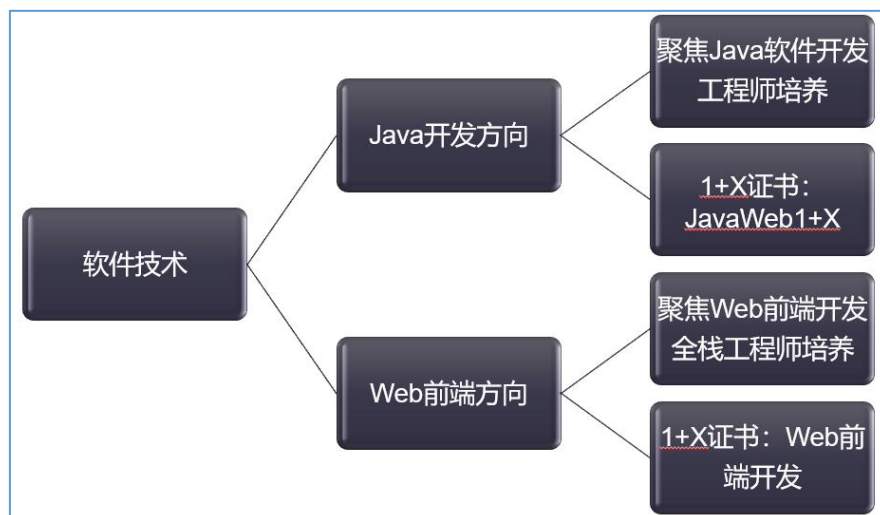 软件技术
Java开发方向
聚焦Java软件开发
工程师培养
1+X证书：
JavaWeb1+X
Web前端方向
聚焦Web前端开发
全栈工程师培养
1+X证书：Web前
端开发